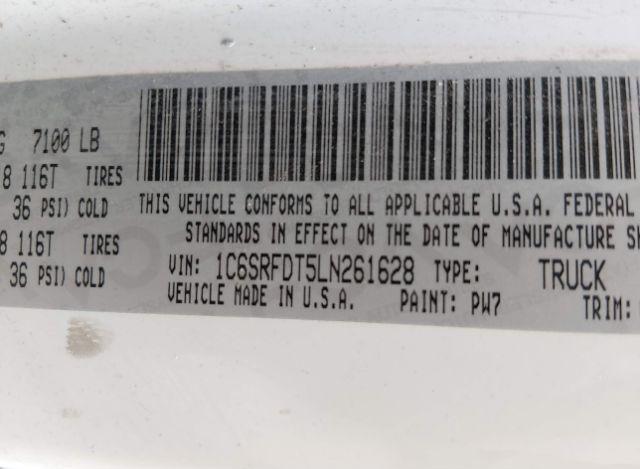 G 7100 LB
8 116T TIRES
36 PSI) COLD
8 116T TIRES
36 PSI) COLD
THIS VEHICLE CONFORMS TO ALL APPLICABLE U.S.A. FEDERAL
STANDARDS IN EFFECT ON THE DATE OF MANUFACTURE SH
VIN: 1C6SRFDT5LN261628 TYPE: TRUCK
VEHICLE MADE IN U.S.A. PAINT: PW7 TRIM: